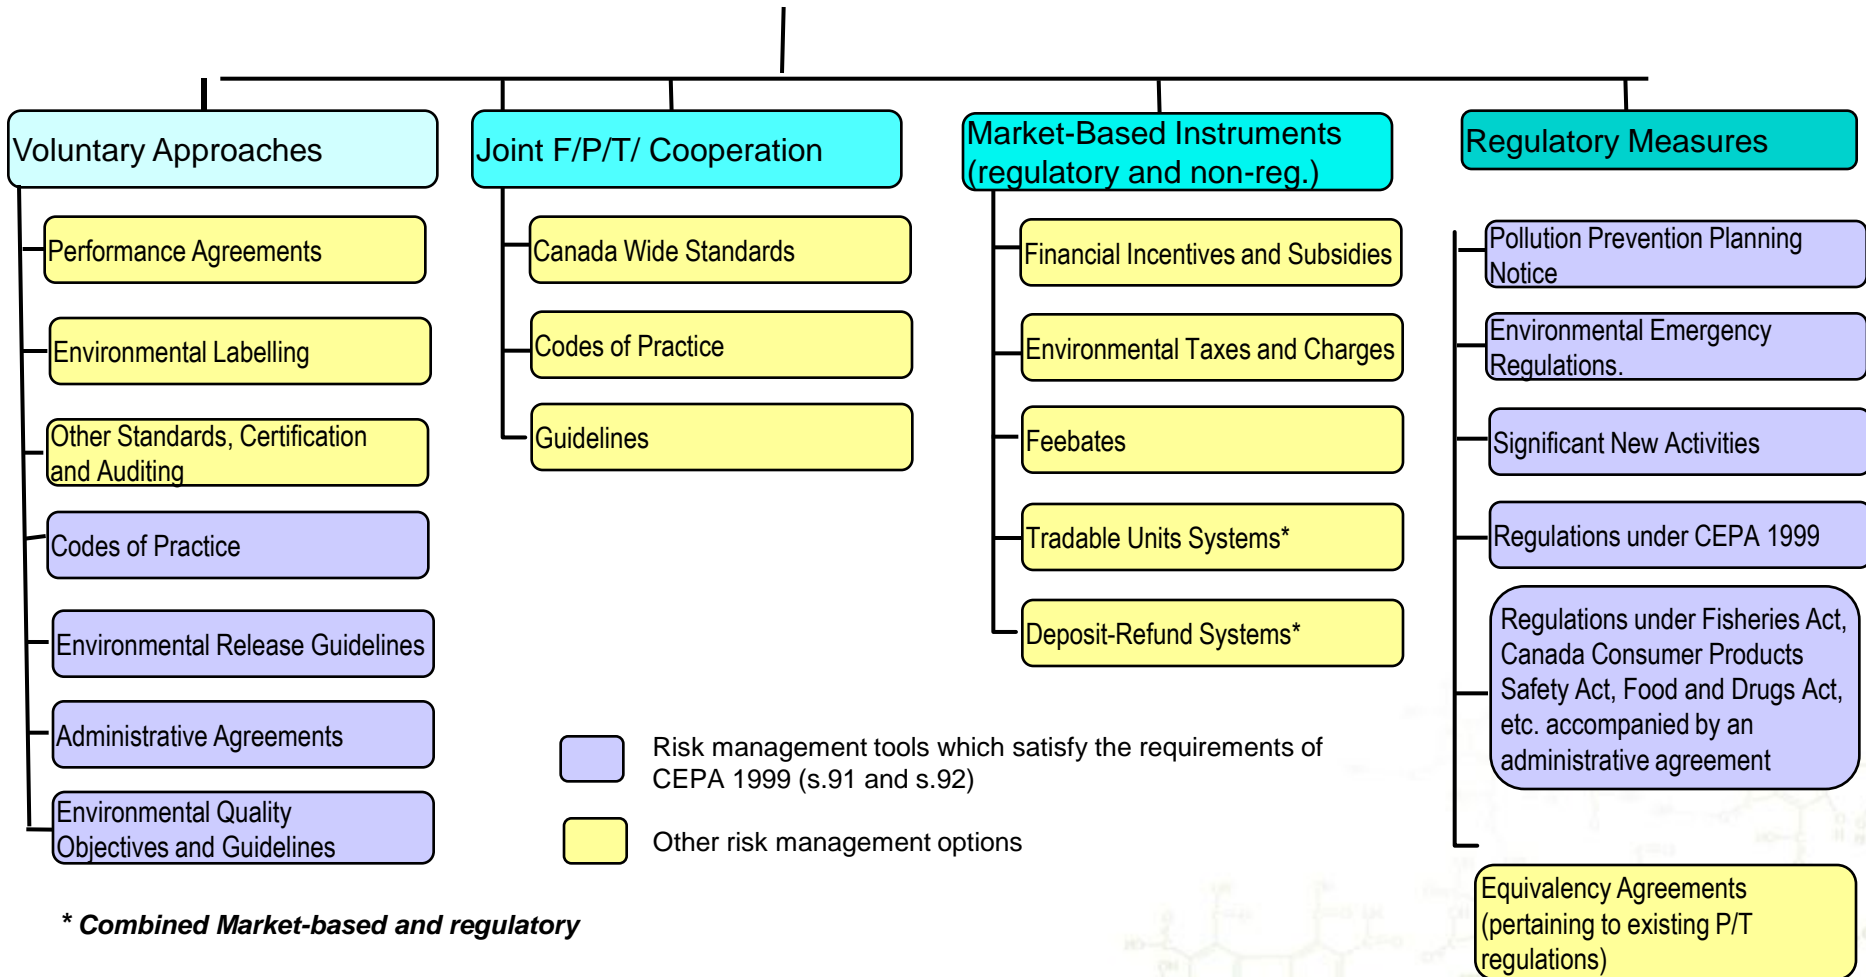 Voluntary Approaches
Performance Agreements
Environmental Labelling
Other Standards, Certification
and Auditing
Codes of Practice
Environmental Release Guidelines
Administrative Agreements
Environmental Quality
Objectives and Guidelines
Joint F/P/T/ Cooperation
Canada Wide Standards
Codes of Practice
Guidelines
Market-Based Instruments
(regulatory and non-reg.)
Financial Incentives and Subsidies
Environmental Taxes and Charges
Feebates
Tradable Units Systems*
Deposit-Refund Systems*
Regulatory Measures
Pollution Prevention Planning
Notice
Environmental Emergency
Regulations.
Significant New Activities
Regulations under CEPA 1999
Regulations under Fisheries Act,
Canada Consumer Products
Safety Act, Food and Drugs Act,
etc. accompanied by an
administrative agreement
Equivalency Agreements
(pertaining to existing P/T
regulations)
Risk management tools which satisfy the requirements of
CEPA 1999 (s.91 and s.92)
Other risk management options
* Combined Market-based and regulatory